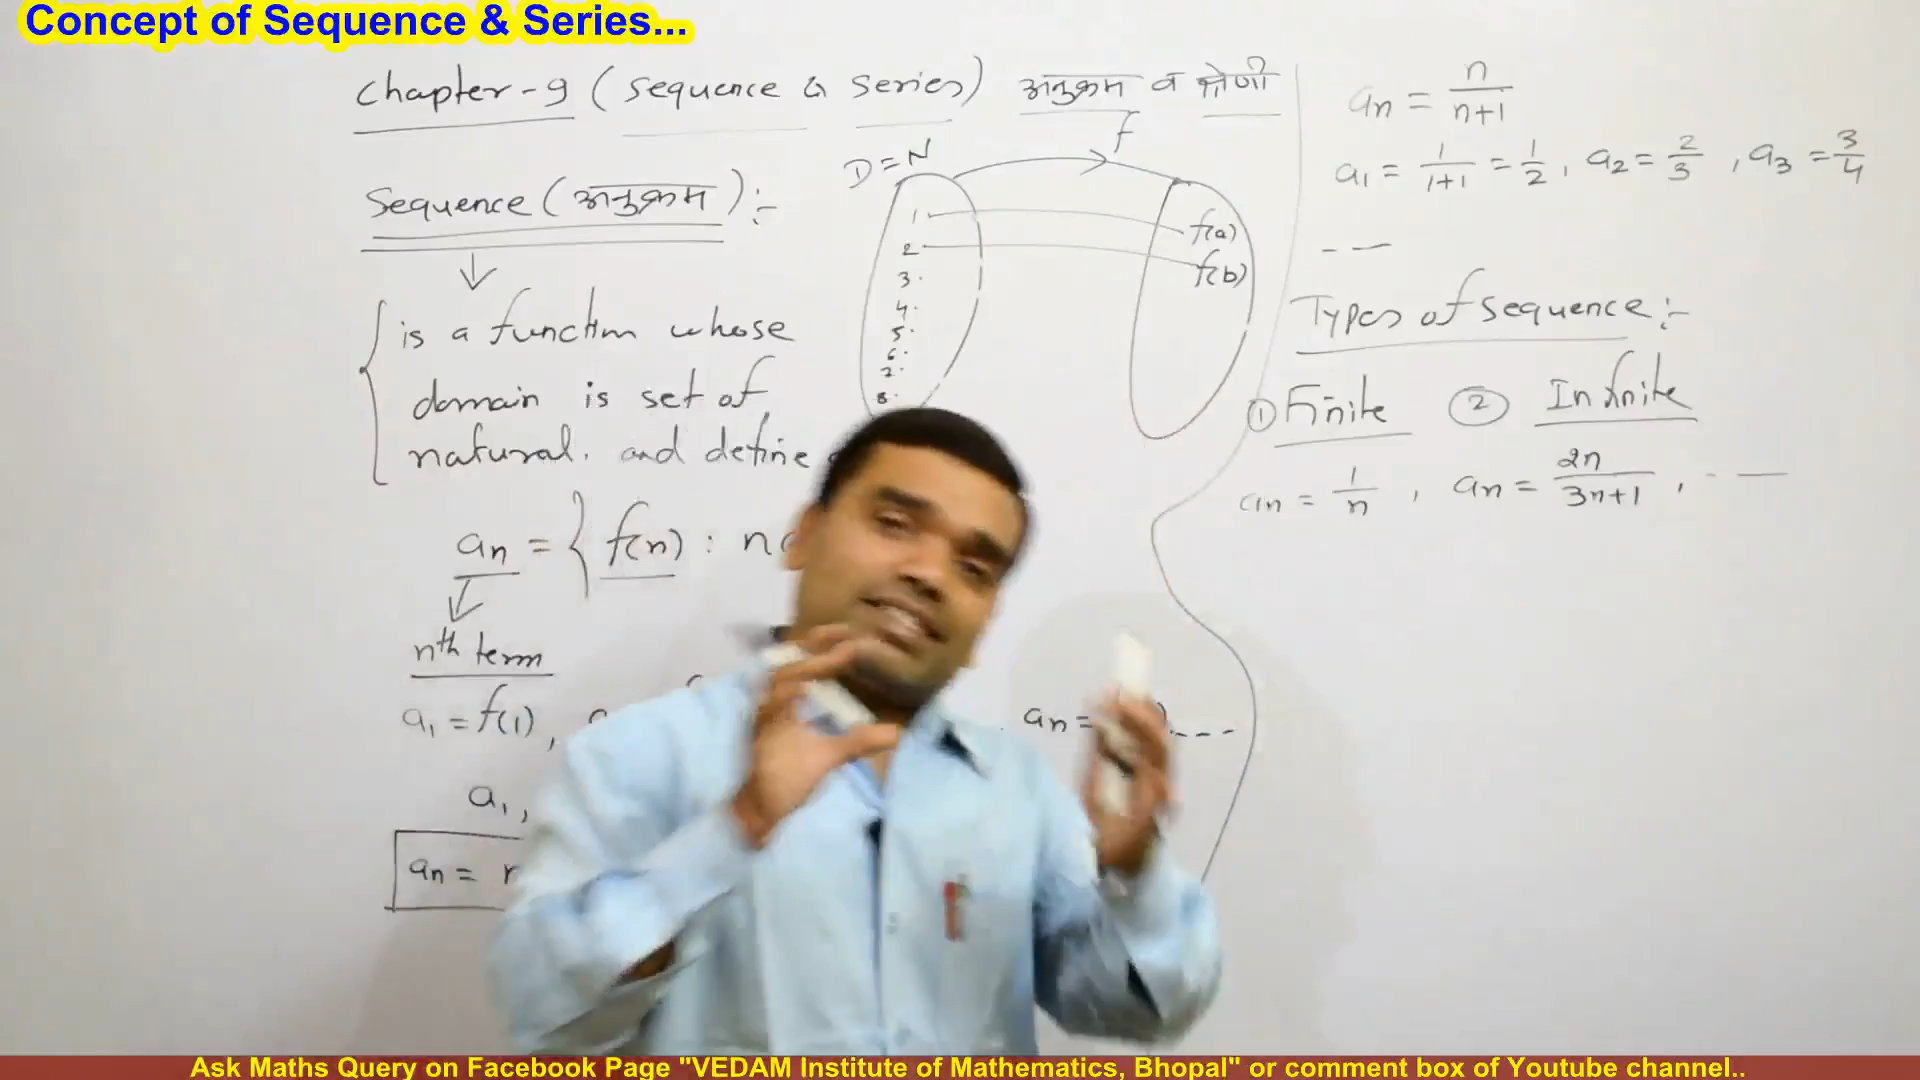 Concept of Sequence & Series...
Chapter-9 (Sequence & Series) अनुक्रम व श्रेणी
Sequence (अनुक्रम) :-
is a function whose
domain is set of
natural. and define
an = { f(n) : n
nth term
a1 = f(1),
an =
a1,
an =
D = N
f
1
2
3
4
5
6
7
8
f(a)
f(b)
an = n/n+1
a1 = 1/1+1 = 1/2, a2 = 2/3, a3 = 3/4
Types of Sequence :-
① Finite ② Infinite
an = 1/n , an = 2n/3n+1 , - —
Ask Maths Query on Facebook Page "VEDAM Institute of Mathematics, Bhopal" or comment box of Youtube channel..